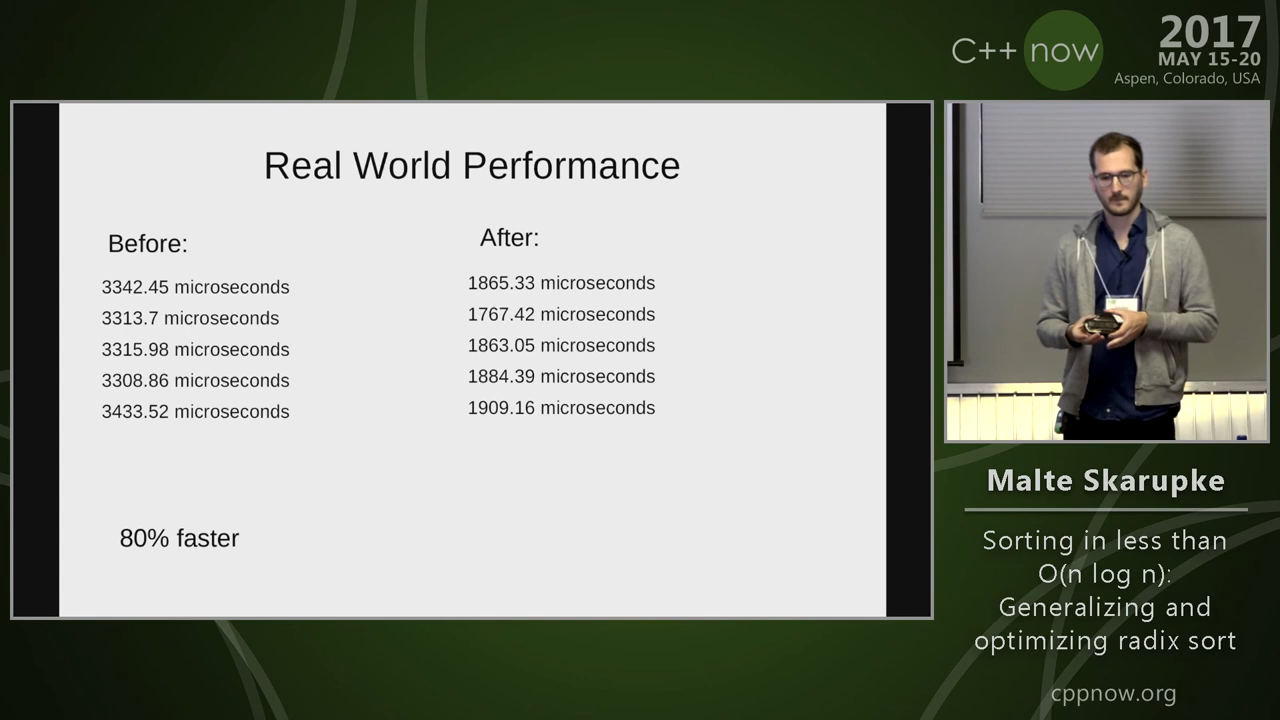 C++ now
2017
MAY 15-20
Aspen, Colorado, USA
Real World Performance
Before:
3342.45 microseconds
3313.7 microseconds
3315.98 microseconds
3308.86 microseconds
3433.52 microseconds
After:
1865.33 microseconds
1767.42 microseconds
1863.05 microseconds
1884.39 microseconds
1909.16 microseconds
80% faster
Malte Skarupke
Sorting in less than
O(n log n):
Generalizing and
optimizing radix sort
cppnow.org